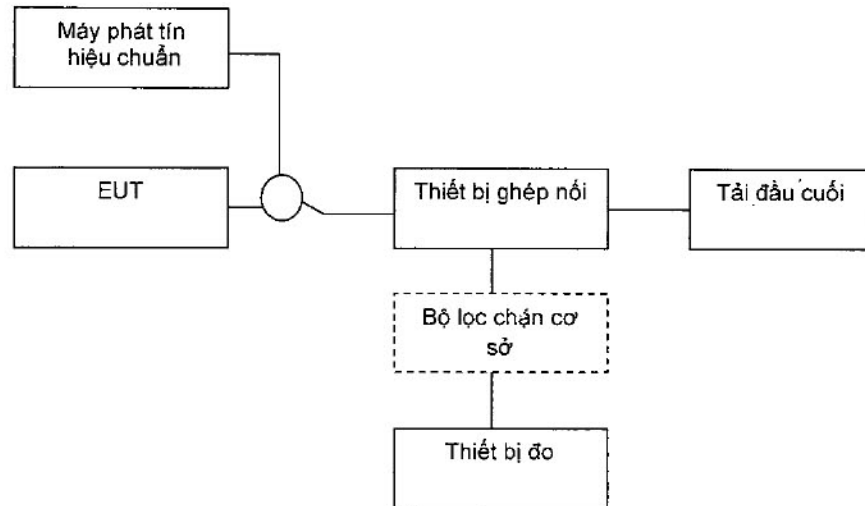 Máy phát tín
hiệu chuẩn
EUT
Thiết bị ghép nối
Tải đầu cuối
Bộ lọc chặn cơ
sở
Thiết bị đo